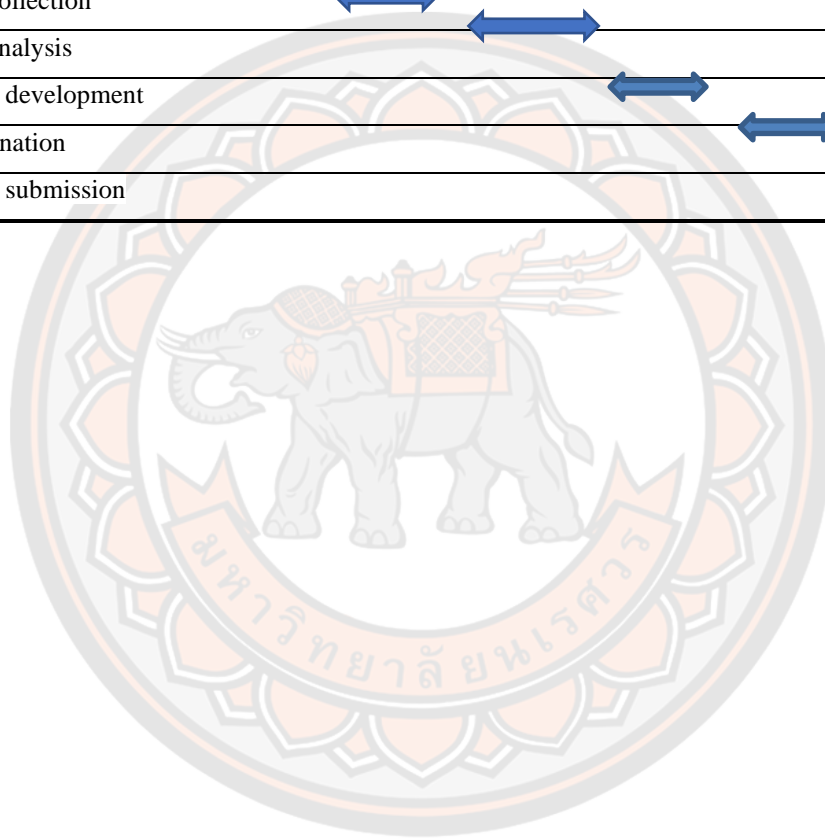 ollection
nalysis
development
nation
submission
มหาวิทยาลัยนเรศวร